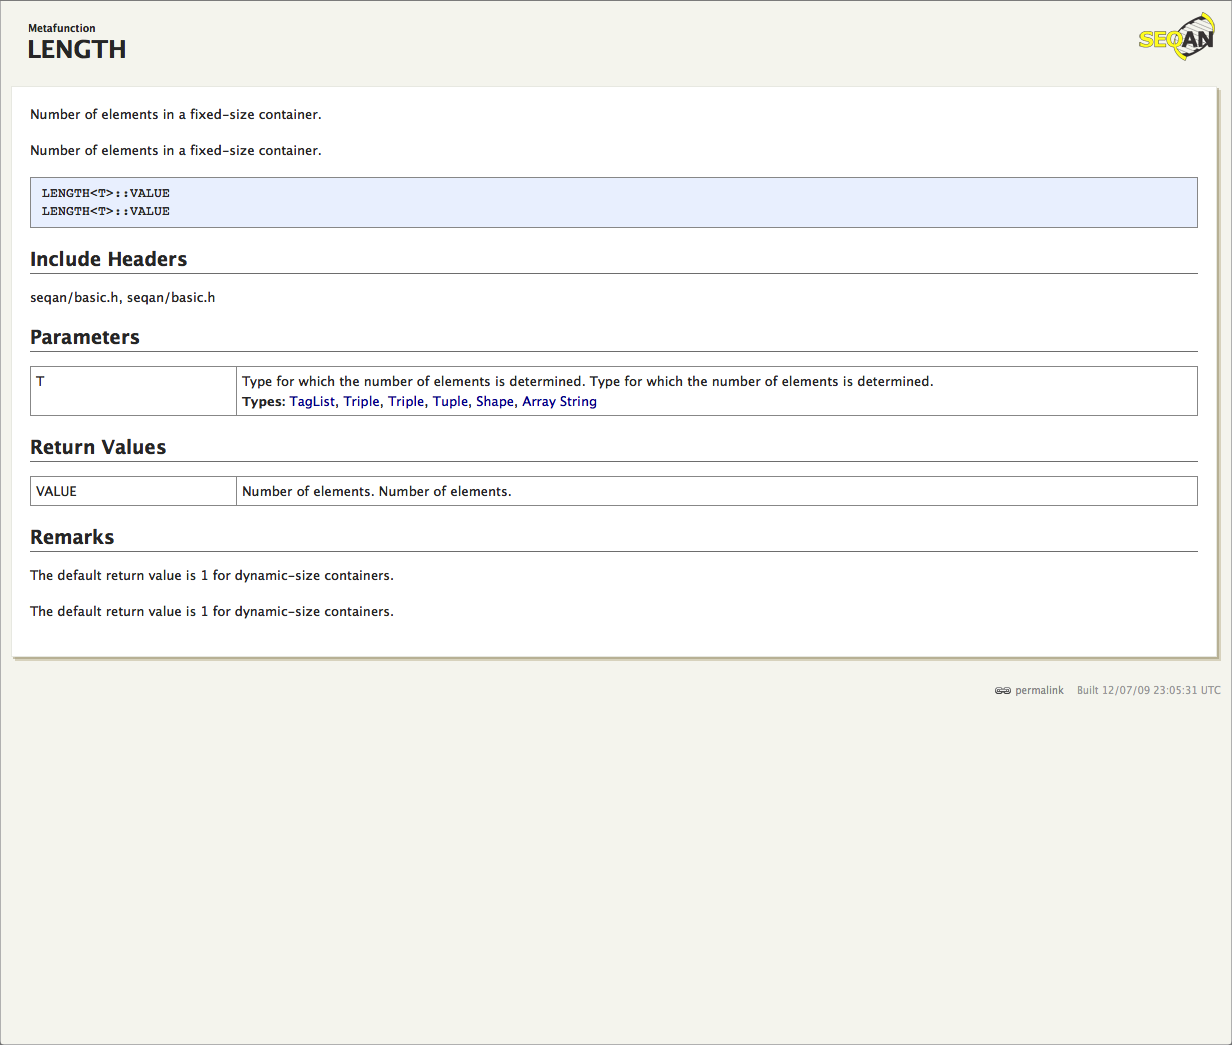 Metafunction
LENGTH
SEQAN
Number of elements in a fixed-size container.
Number of elements in a fixed-size container.
LENGTH<T>::VALUE
LENGTH<T>::VALUE
Include Headers
seqan/basic.h, seqan/basic.h
Parameters
T
Type for which the number of elements is determined. Type for which the number of elements is determined.
Types: TagList, Triple, Triple, Tuple, Shape, Array String
Return Values
VALUE
Number of elements. Number of elements.
Remarks
The default return value is 1 for dynamic-size containers.
The default return value is 1 for dynamic-size containers.
permalink Built 12/07/09 23:05:31 UTC